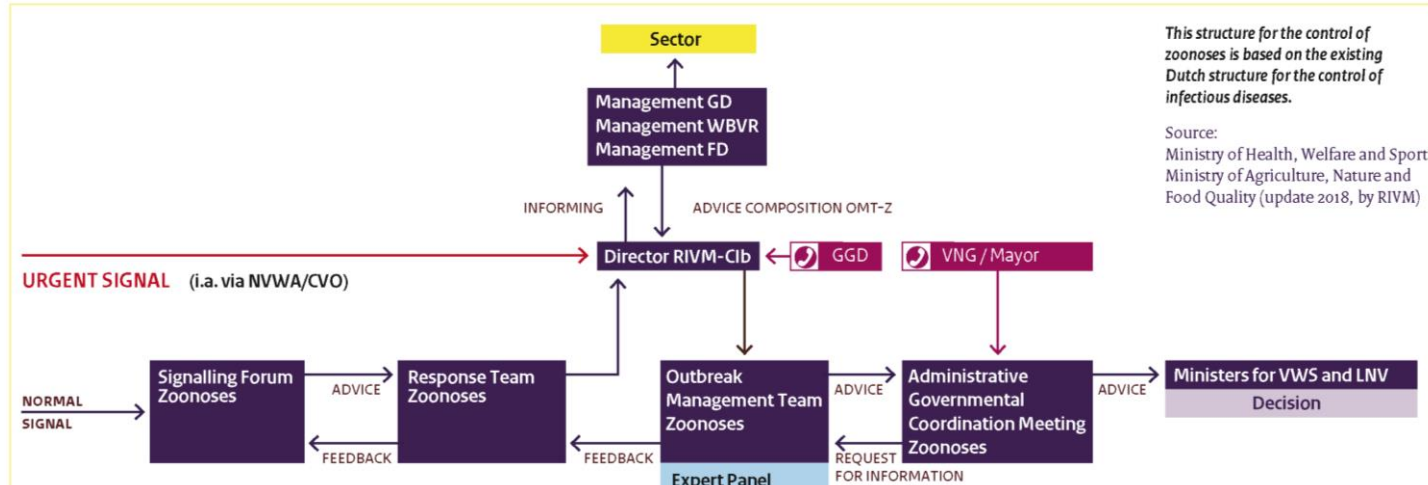 Sector
This structure for the control of
zoonoses is based on the existing
Dutch structure for the control of
infectious diseases.
Source:
Ministry of Health, Welfare and Sport
Ministry of Agriculture, Nature and
Food Quality (update 2018, by RIVM)
Management GD
Management WBVR
Management FD
INFORMING
ADVICE COMPOSITION OMT-Z
Director RIVM-CIb
GGD
VNG / Mayor
URGENT SIGNAL (i.a. via NVWA/CVO)
NORMAL
SIGNAL
Signalling Forum
Zoonoses
ADVICE
FEEDBACK
Response Team
Zoonoses
FEEDBACK
Outbreak
Management Team
Zoonoses
Expert Panel
ADVICE
REQUEST
FOR INFORMATION
Administrative
Governmental
Coordination Meeting
Zoonoses
ADVICE
Ministers for VWS and LNV
Decision